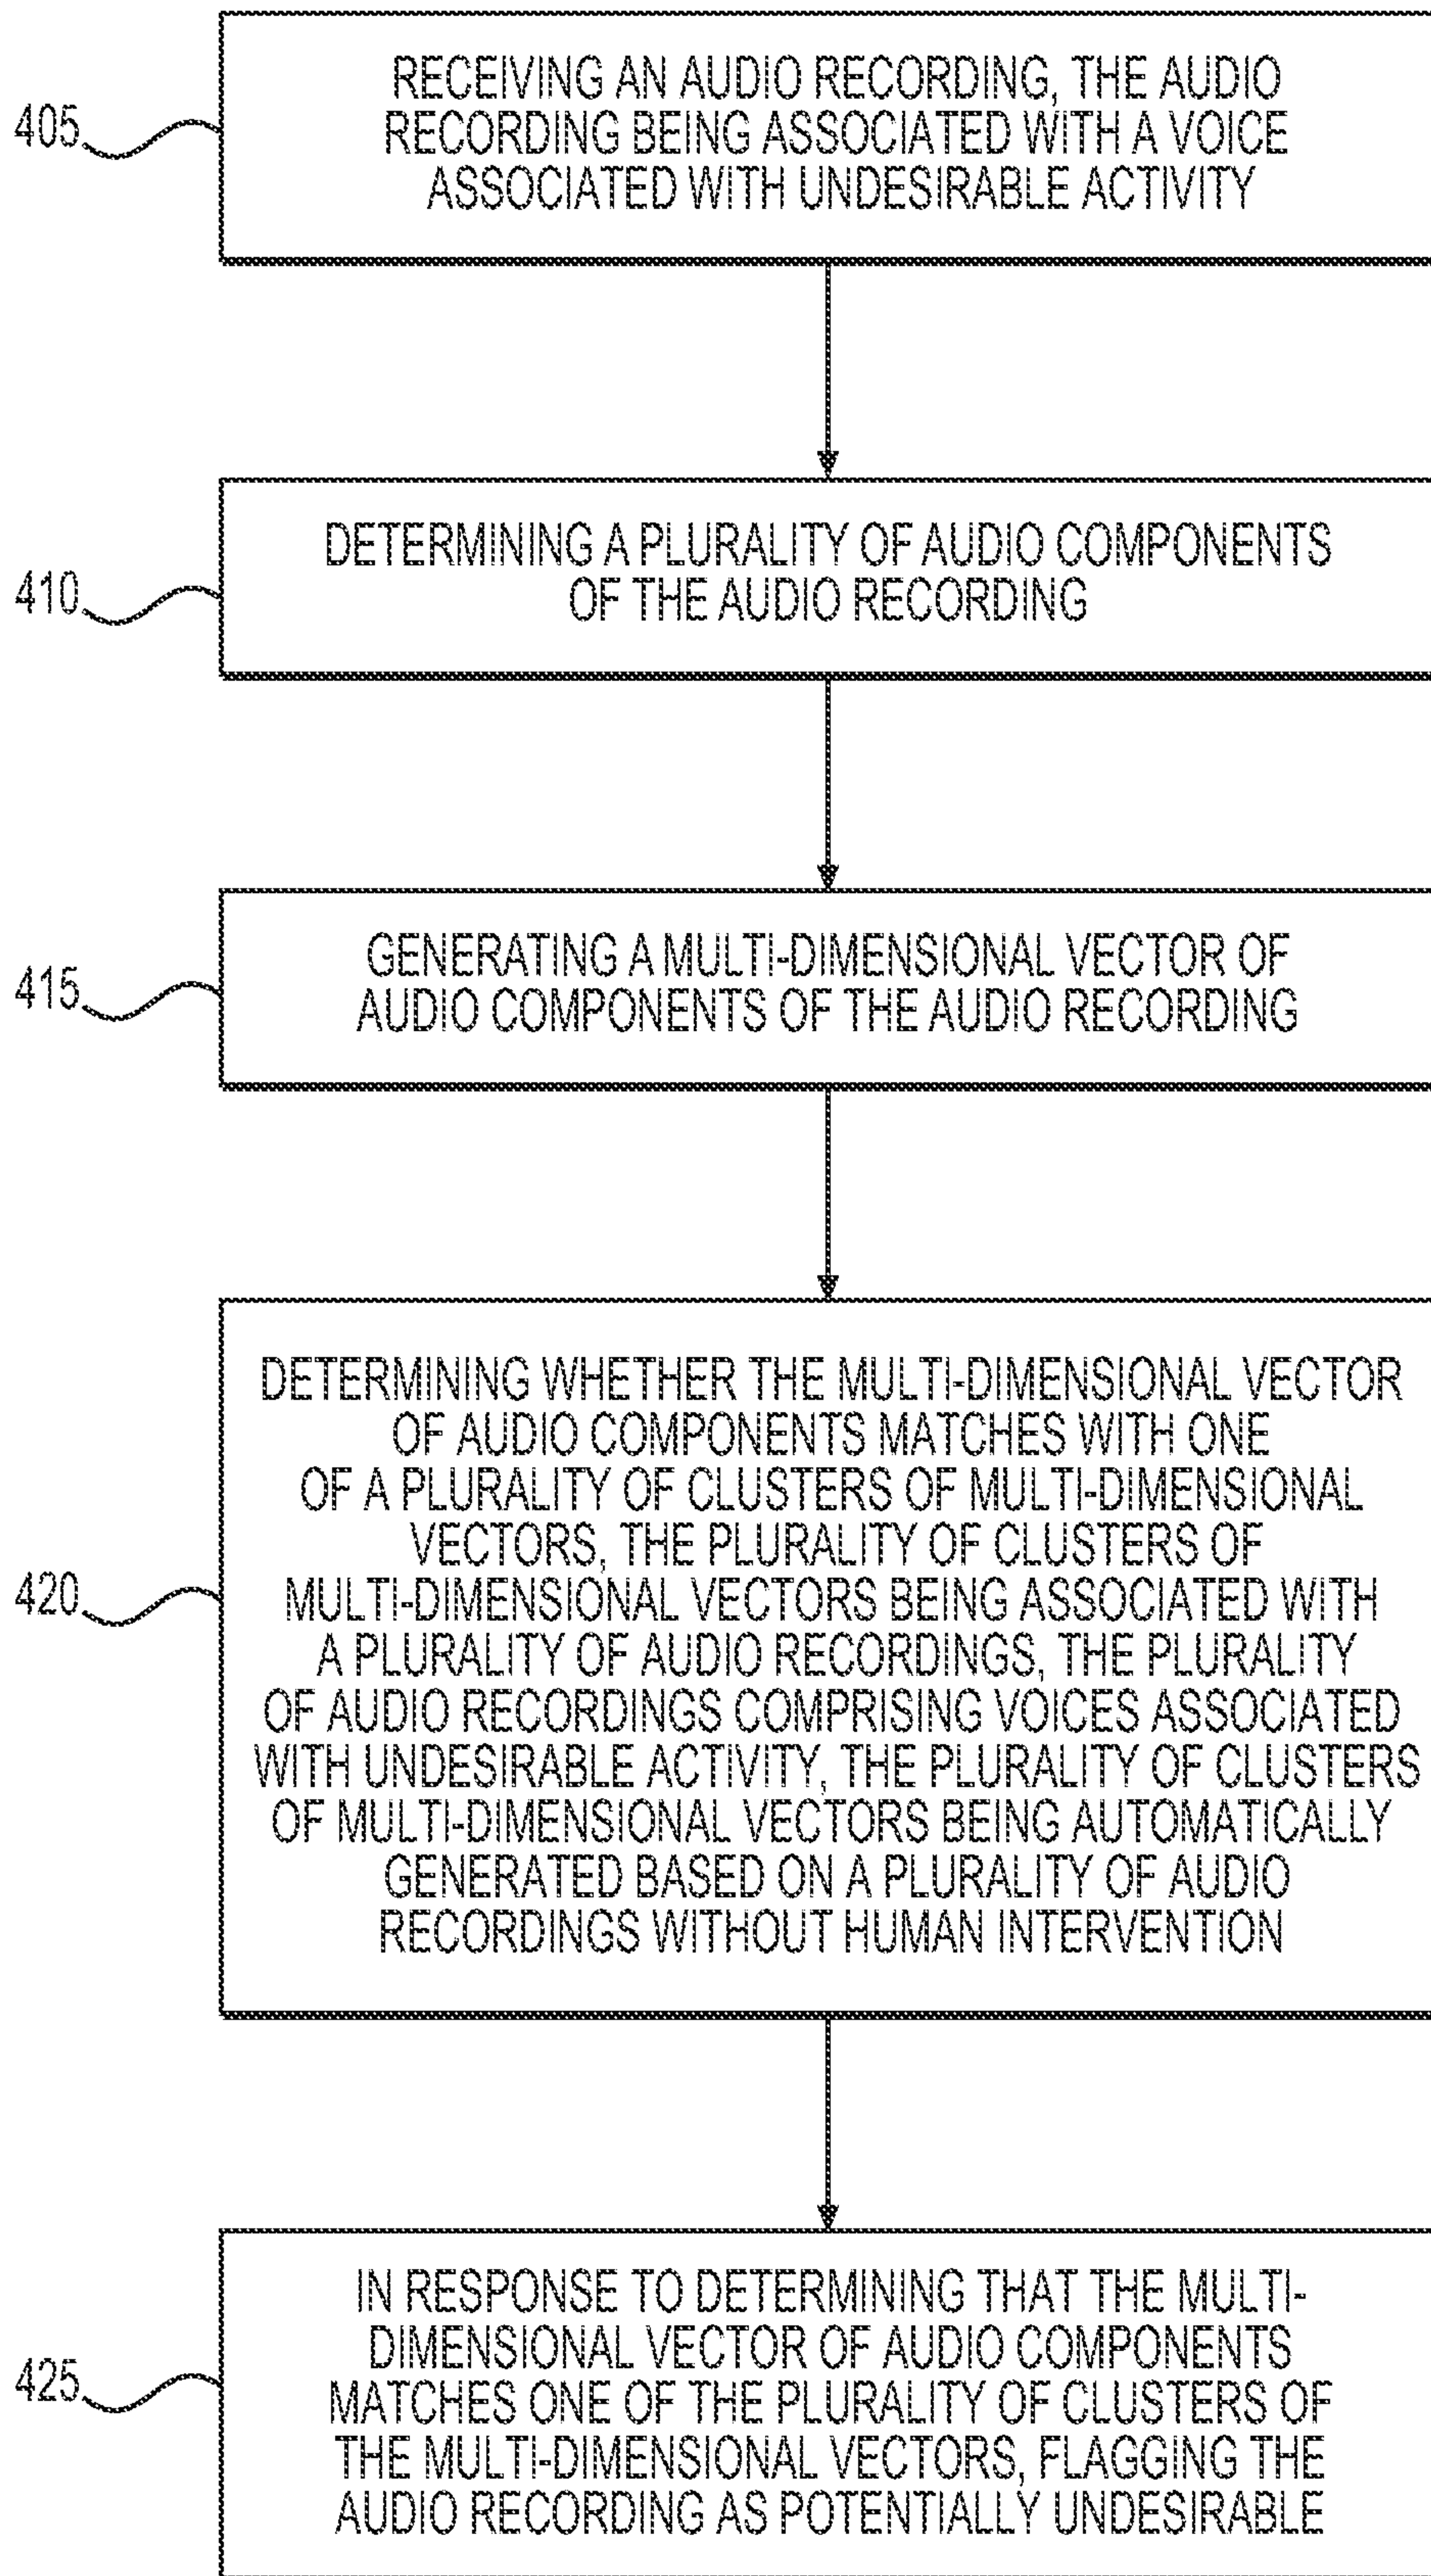 405
RECEIVING AN AUDIO RECORDING, THE AUDIO
RECORDING BEING ASSOCIATED WITH A VOICE
ASSOCIATED WITH UNDESIRABLE ACTIVITY
410
DETERMINING A PLURALITY OF AUDIO COMPONENTS
OF THE AUDIO RECORDING
415
GENERATING A MULTI-DIMENSIONAL VECTOR OF
AUDIO COMPONENTS OF THE AUDIO RECORDING
420
DETERMINING WHETHER THE MULTI-DIMENSIONAL VECTOR
OF AUDIO COMPONENTS MATCHES WITH ONE
OF A PLURALITY OF CLUSTERS OF MULTI-DIMENSIONAL
VECTORS, THE PLURALITY OF CLUSTERS OF
MULTI-DIMENSIONAL VECTORS BEING ASSOCIATED WITH
A PLURALITY OF AUDIO RECORDINGS, THE PLURALITY
OF AUDIO RECORDINGS COMPRISING VOICES ASSOCIATED
WITH UNDESIRABLE ACTIVITY, THE PLURALITY OF CLUSTERS
OF MULTI-DIMENSIONAL VECTORS BEING AUTOMATICALLY
GENERATED BASED ON A PLURALITY OF AUDIO
RECORDINGS WITHOUT HUMAN INTERVENTION
425
IN RESPONSE TO DETERMINING THAT THE MULTI-
DIMENSIONAL VECTOR OF AUDIO COMPONENTS
MATCHES ONE OF THE PLURALITY OF CLUSTERS OF
THE MULTI-DIMENSIONAL VECTORS, FLAGGING THE
AUDIO RECORDING AS POTENTIALLY UNDESIRABLE